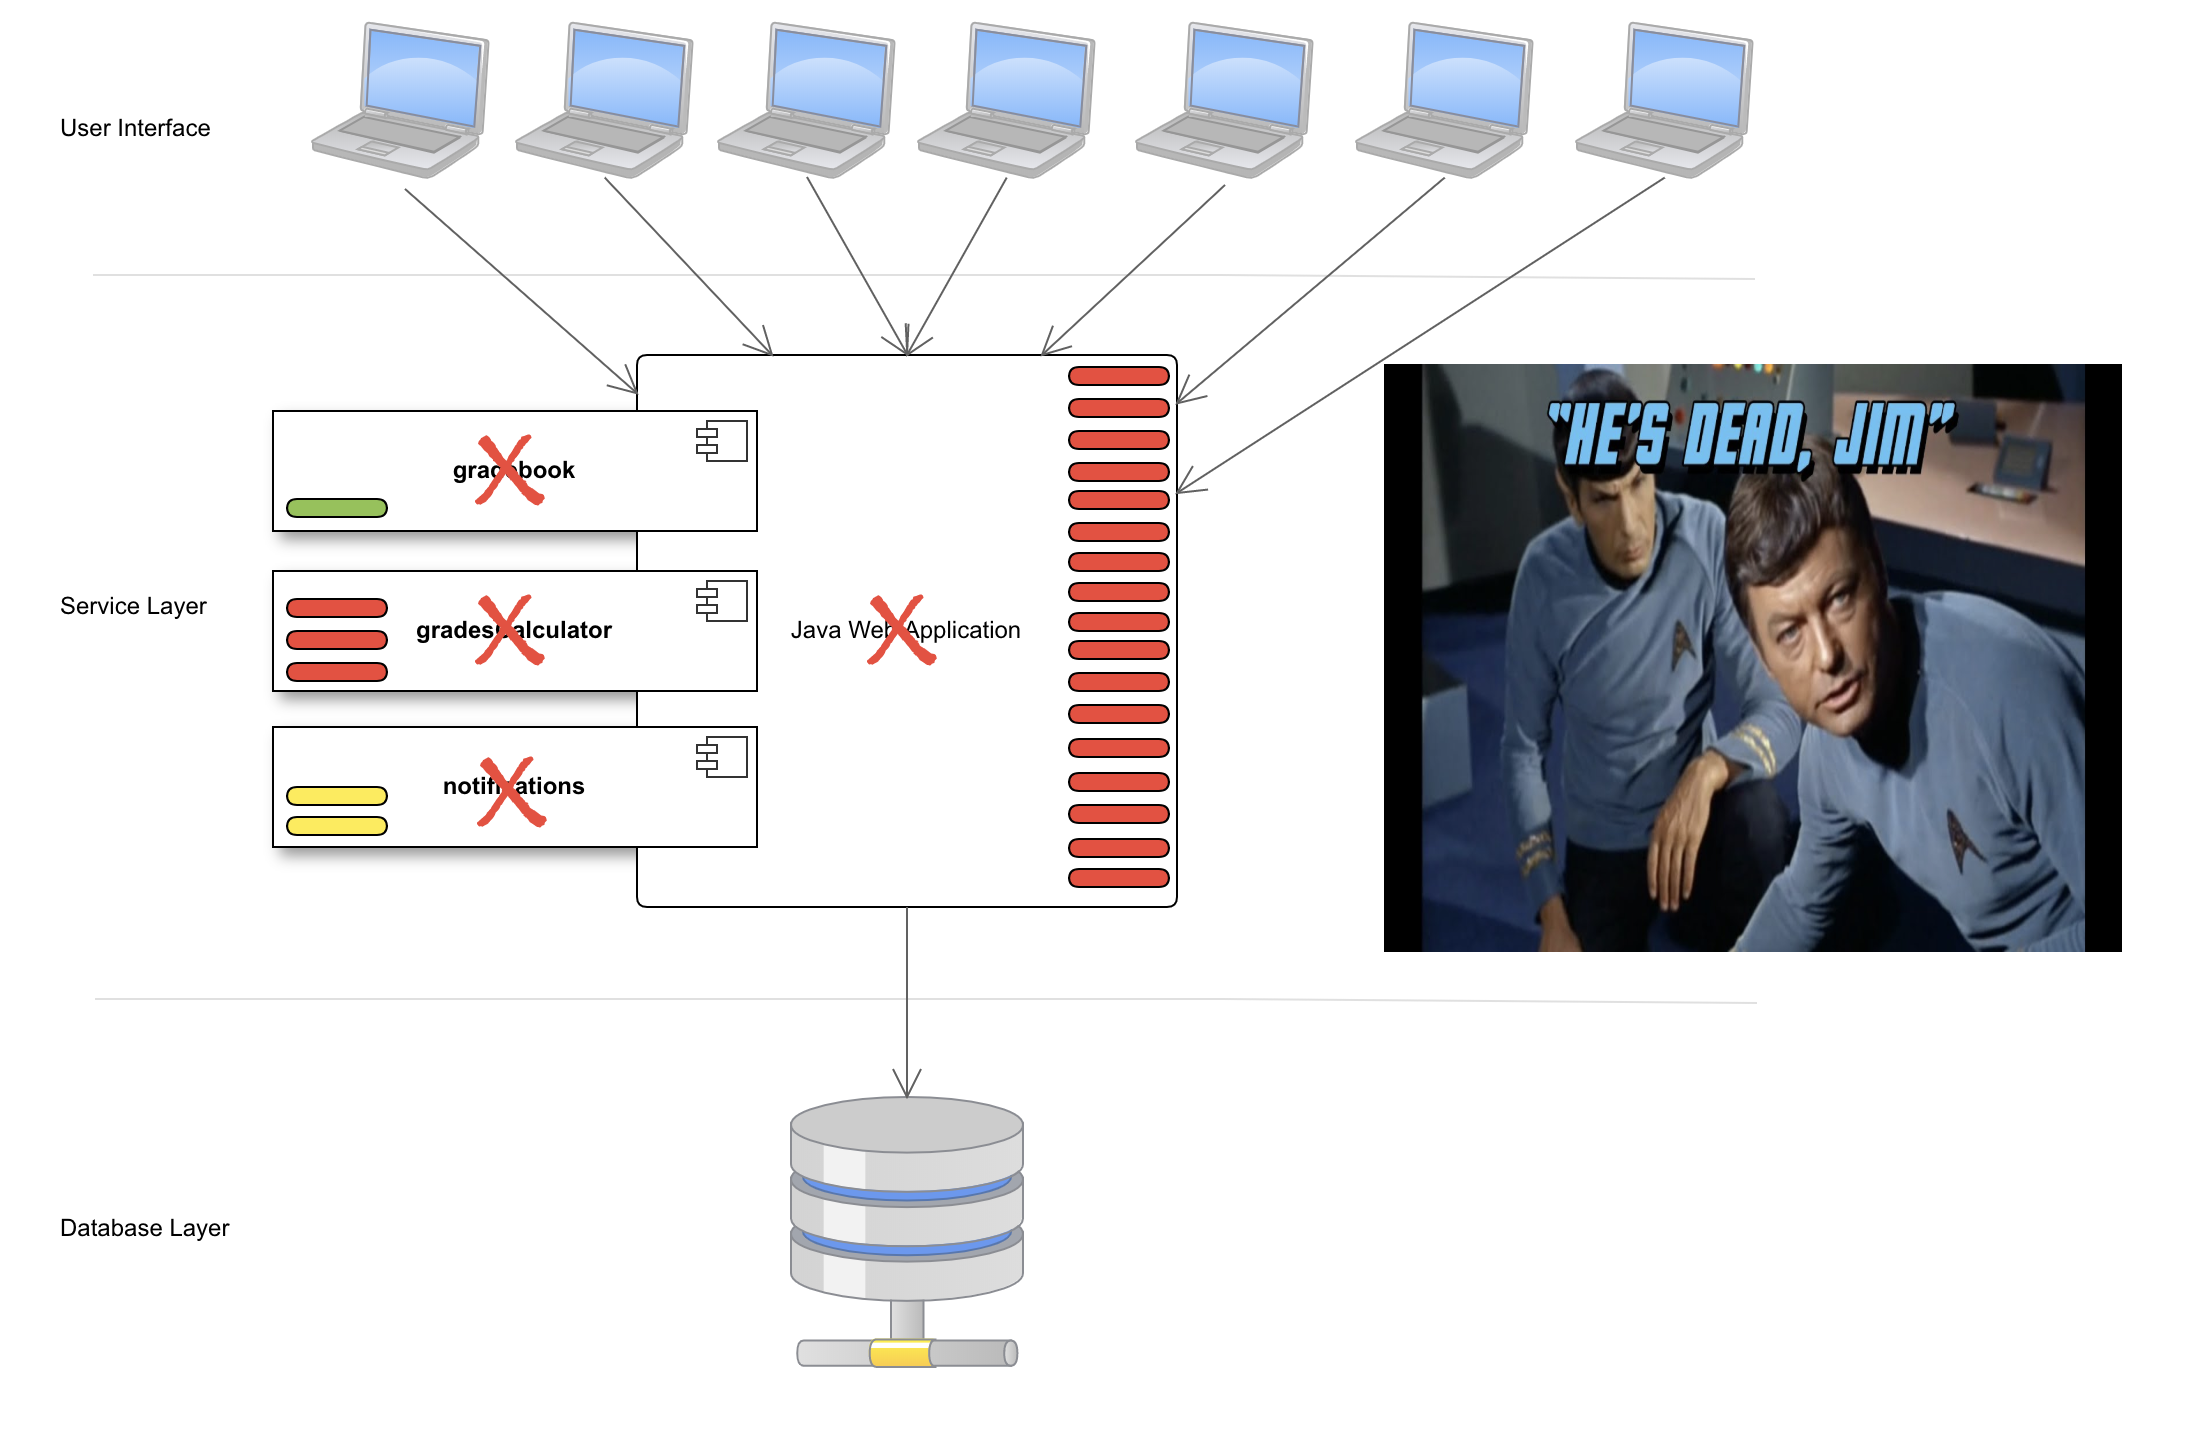 User Interface
"HE'S DEAD, JIM"
gradebook
Service Layer
gradesCalculator
Java Web Application
notifications
Database Layer